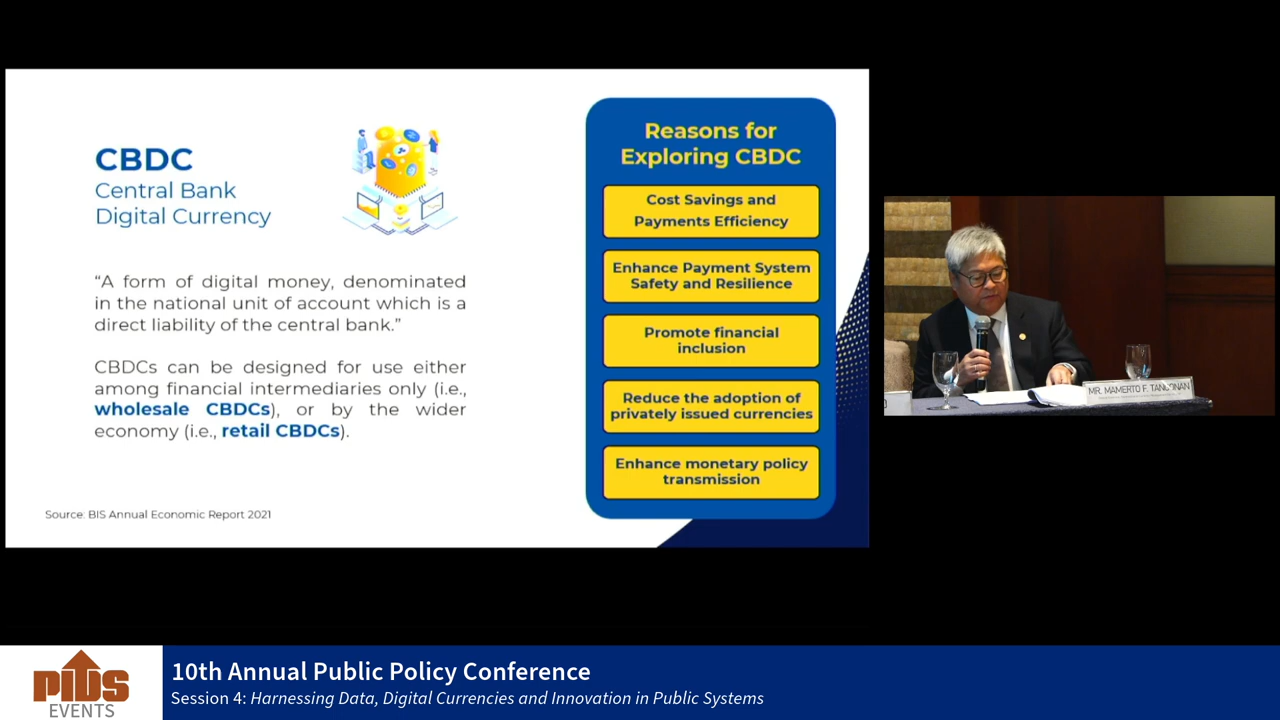 CBDC
Central Bank
Digital Currency
“A form of digital money, denominated
in the national unit of account which is a
direct liability of the central bank.”
CBDCs can be designed for use either
among financial intermediaries only (i.e.,
wholesale CBDCs), or by the wider
economy (i.e., retail CBDCs).
Source: BIS Annual Economic Report 2021
Reasons for
Exploring CBDC
Cost Savings and
Payments Efficiency
Enhance Payment System
Safety and Resilience
Promote financial
inclusion
Reduce the adoption of
privately issued currencies
Enhance monetary policy
transmission
MR. MAMERTO F. TANGONAN
PIDS
EVENTS
10th Annual Public Policy Conference
Session 4: Harnessing Data, Digital Currencies and Innovation in Public Systems